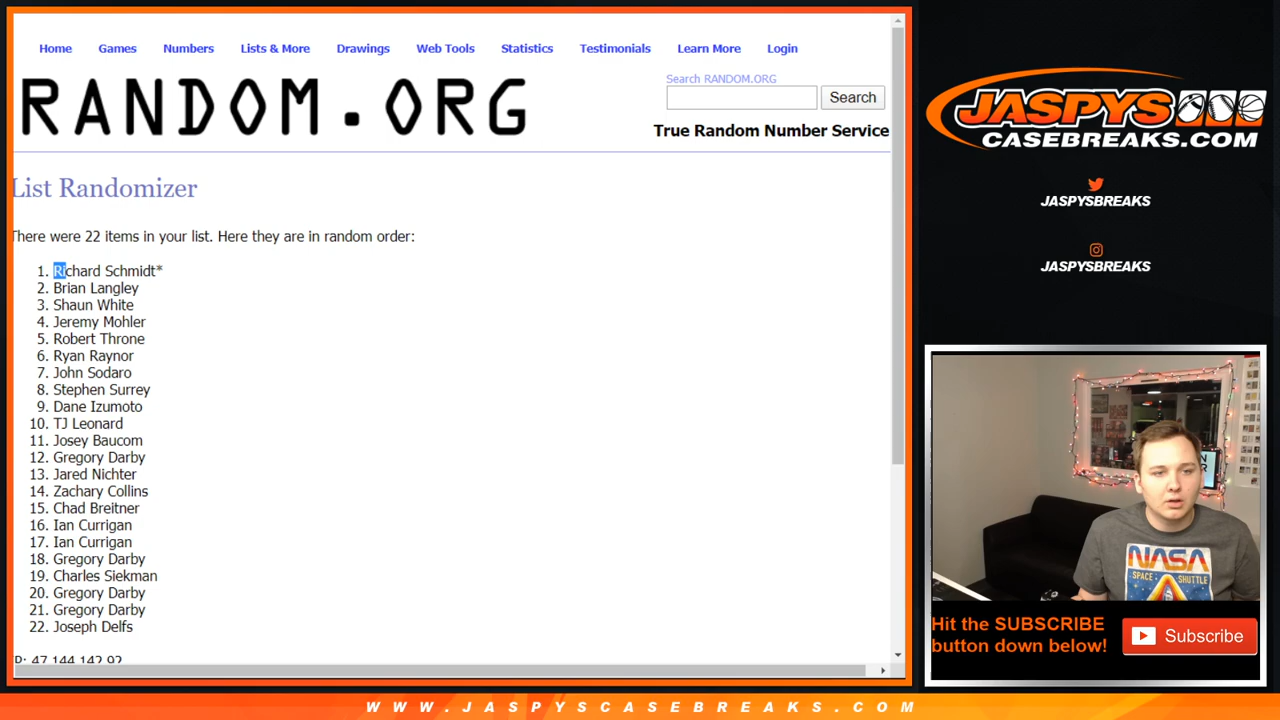 Home Games Numbers Lists & More Drawings Web Tools Statistics Testimonials Learn More Login
RANDOM.ORG
Search RANDOM.ORG
Search
True Random Number Service
List Randomizer
There were 22 items in your list. Here they are in random order:
1. Richard Schmidt*
2. Brian Langley
3. Shaun White
4. Jeremy Mohler
5. Robert Throne
6. Ryan Raynor
7. John Sodaro
8. Stephen Surrey
9. Dane Izumoto
10. TJ Leonard
11. Josey Baucom
12. Gregory Darby
13. Jared Nichter
14. Zachary Collins
15. Chad Breitner
16. Ian Currigan
17. Ian Currigan
18. Gregory Darby
19. Charles Siekman
20. Gregory Darby
21. Gregory Darby
22. Joseph Delfs
P: 47.144.142.92
JASPYS
CASEBREAKS.COM
JASPYSBREAKS
JASPYSBREAKS
NASA
SPACE SHUTTLE
Hit the SUBSCRIBE
button down below!
Subscribe
WWW.JASPYSCASEBREAKS.COM